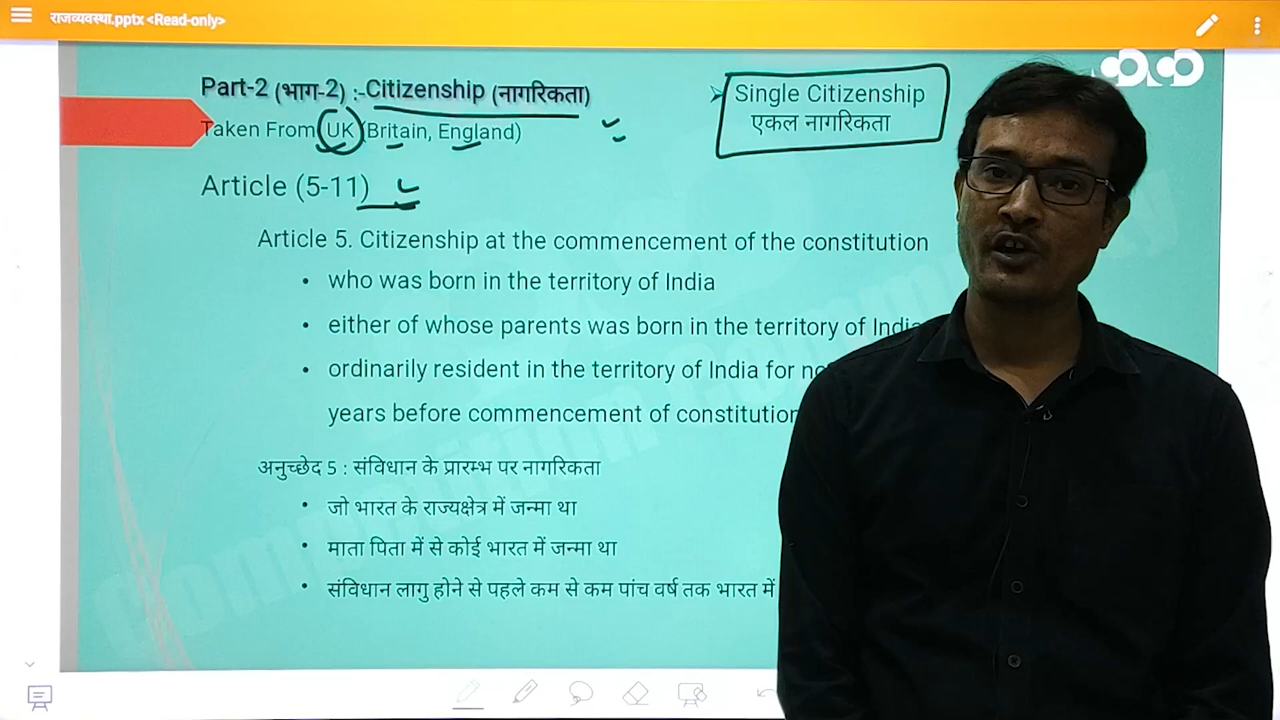 राजव्यवस्था.pptx <Read-only>
Part-2 (भाग-2) :-Citizenship (नागरिकता)
Taken From UK (Britain, England)
Single Citizenship
एकल नागरिकता
Article (5-11)
Article 5. Citizenship at the commencement of the constitution
• who was born in the territory of India
• either of whose parents was born in the territory of India
• ordinarily resident in the territory of India for
years before commencement of constitution
अनुच्छेद 5 : संविधान के प्रारम्भ पर नागरिकता
• जो भारत के राज्यक्षेत्र में जन्मा था
• माता पिता में से कोई भारत में जन्मा था
• संविधान लागु होने से पहले कम से कम पांच वर्ष तक भारत में